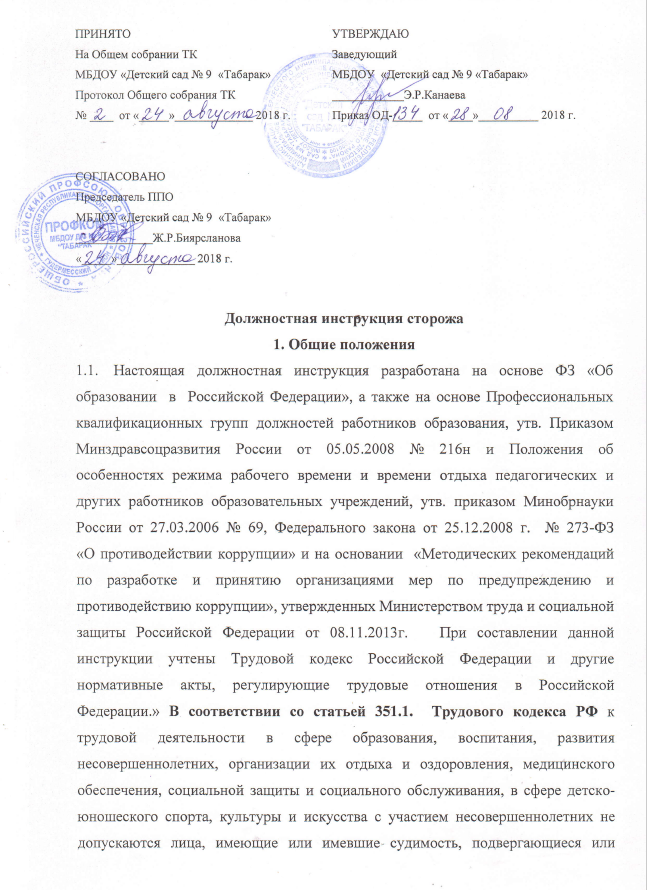 ПРИНЯТО
На Общем собрании ТК
МБДОУ «Детский сад № 9 «Табарак»
Протокол Общего собрания ТК
№ 2 от « 24 » августа 2018 г.
УТВЕРЖДАЮ
Заведующий
МБДОУ «Детский сад № 9 «Табарак»
Э.Р.Канаева
Приказ ОД- 134 от « 28 » 08 2018 г.
СОГЛАСОВАНО
Председатель ППО
МБДОУ «Детский сад № 9 «Табарак»
Ж.Р.Биярсланова
« 24 » августа 2018 г.
ПРОФКОМ
"ТАБАРАК"
Должностная инструкция сторожа
1. Общие положения
1.1. Настоящая должностная инструкция разработана на основе ФЗ «Об
образовании в Российской Федерации», а также на основе Профессиональных
квалификационных групп должностей работников образования, утв. Приказом
Минздравсоцразвития России от 05.05.2008 № 216н и Положения об
особенностях режима рабочего времени и времени отдыха педагогических и
других работников образовательных учреждений, утв. приказом Минобрнауки
России от 27.03.2006 № 69, Федерального закона от 25.12.2008 г. № 273-ФЗ
«О противодействии коррупции» и на основании «Методических рекомендаций
по разработке и принятию организациями мер по предупреждению и
противодействию коррупции», утвержденных Министерством труда и социальной
защиты Российской Федерации от 08.11.2013г. При составлении данной
инструкции учтены Трудовой кодекс Российской Федерации и другие
нормативные акты, регулирующие трудовые отношения в Российской
Федерации.» В соответствии со статьей 351.1. Трудового кодекса РФ к
трудовой деятельности в сфере образования, воспитания, развития
несовершеннолетних, организации их отдыха и оздоровления, медицинского
обеспечения, социальной защиты и социального обслуживания, в сфере детско-
юношеского спорта, культуры и искусства с участием несовершеннолетних не
допускаются лица, имеющие или имевшие судимость, подвергающиеся или